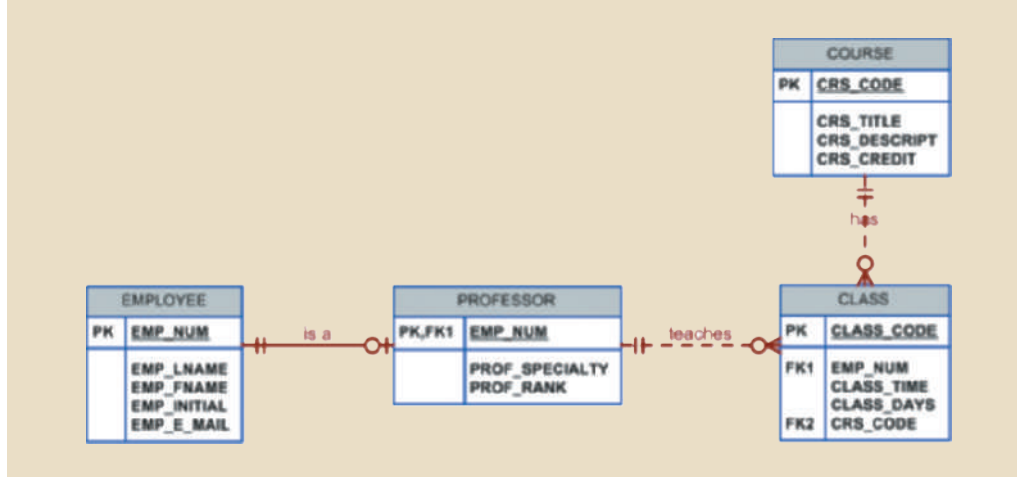 COURSE
PK CRS_CODE
CRS_TITLE
CRS_DESCRIPT
CRS_CREDIT
has
EMPLOYEE
PK EMP_NUM
EMP_LNAME
EMP_FNAME
EMP_INITIAL
EMP_E_MAIL
is a
PROFESSOR
PK,FK1 EMP_NUM
PROF_SPECIALTY
PROF_RANK
teaches
CLASS
PK CLASS_CODE
FK1 EMP_NUM
CLASS_TIME
CLASS_DAYS
FK2 CRS_CODE